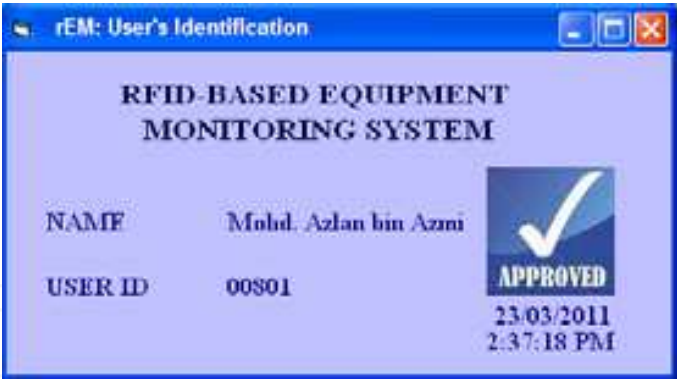 rEM: User's Identification
RFID-BASED EQUIPMENT
MONITORING SYSTEM
NAME Mohd. Azlan bin Azmi
USER ID 00801
APPROVED
23/03/2011
2:37:18 PM